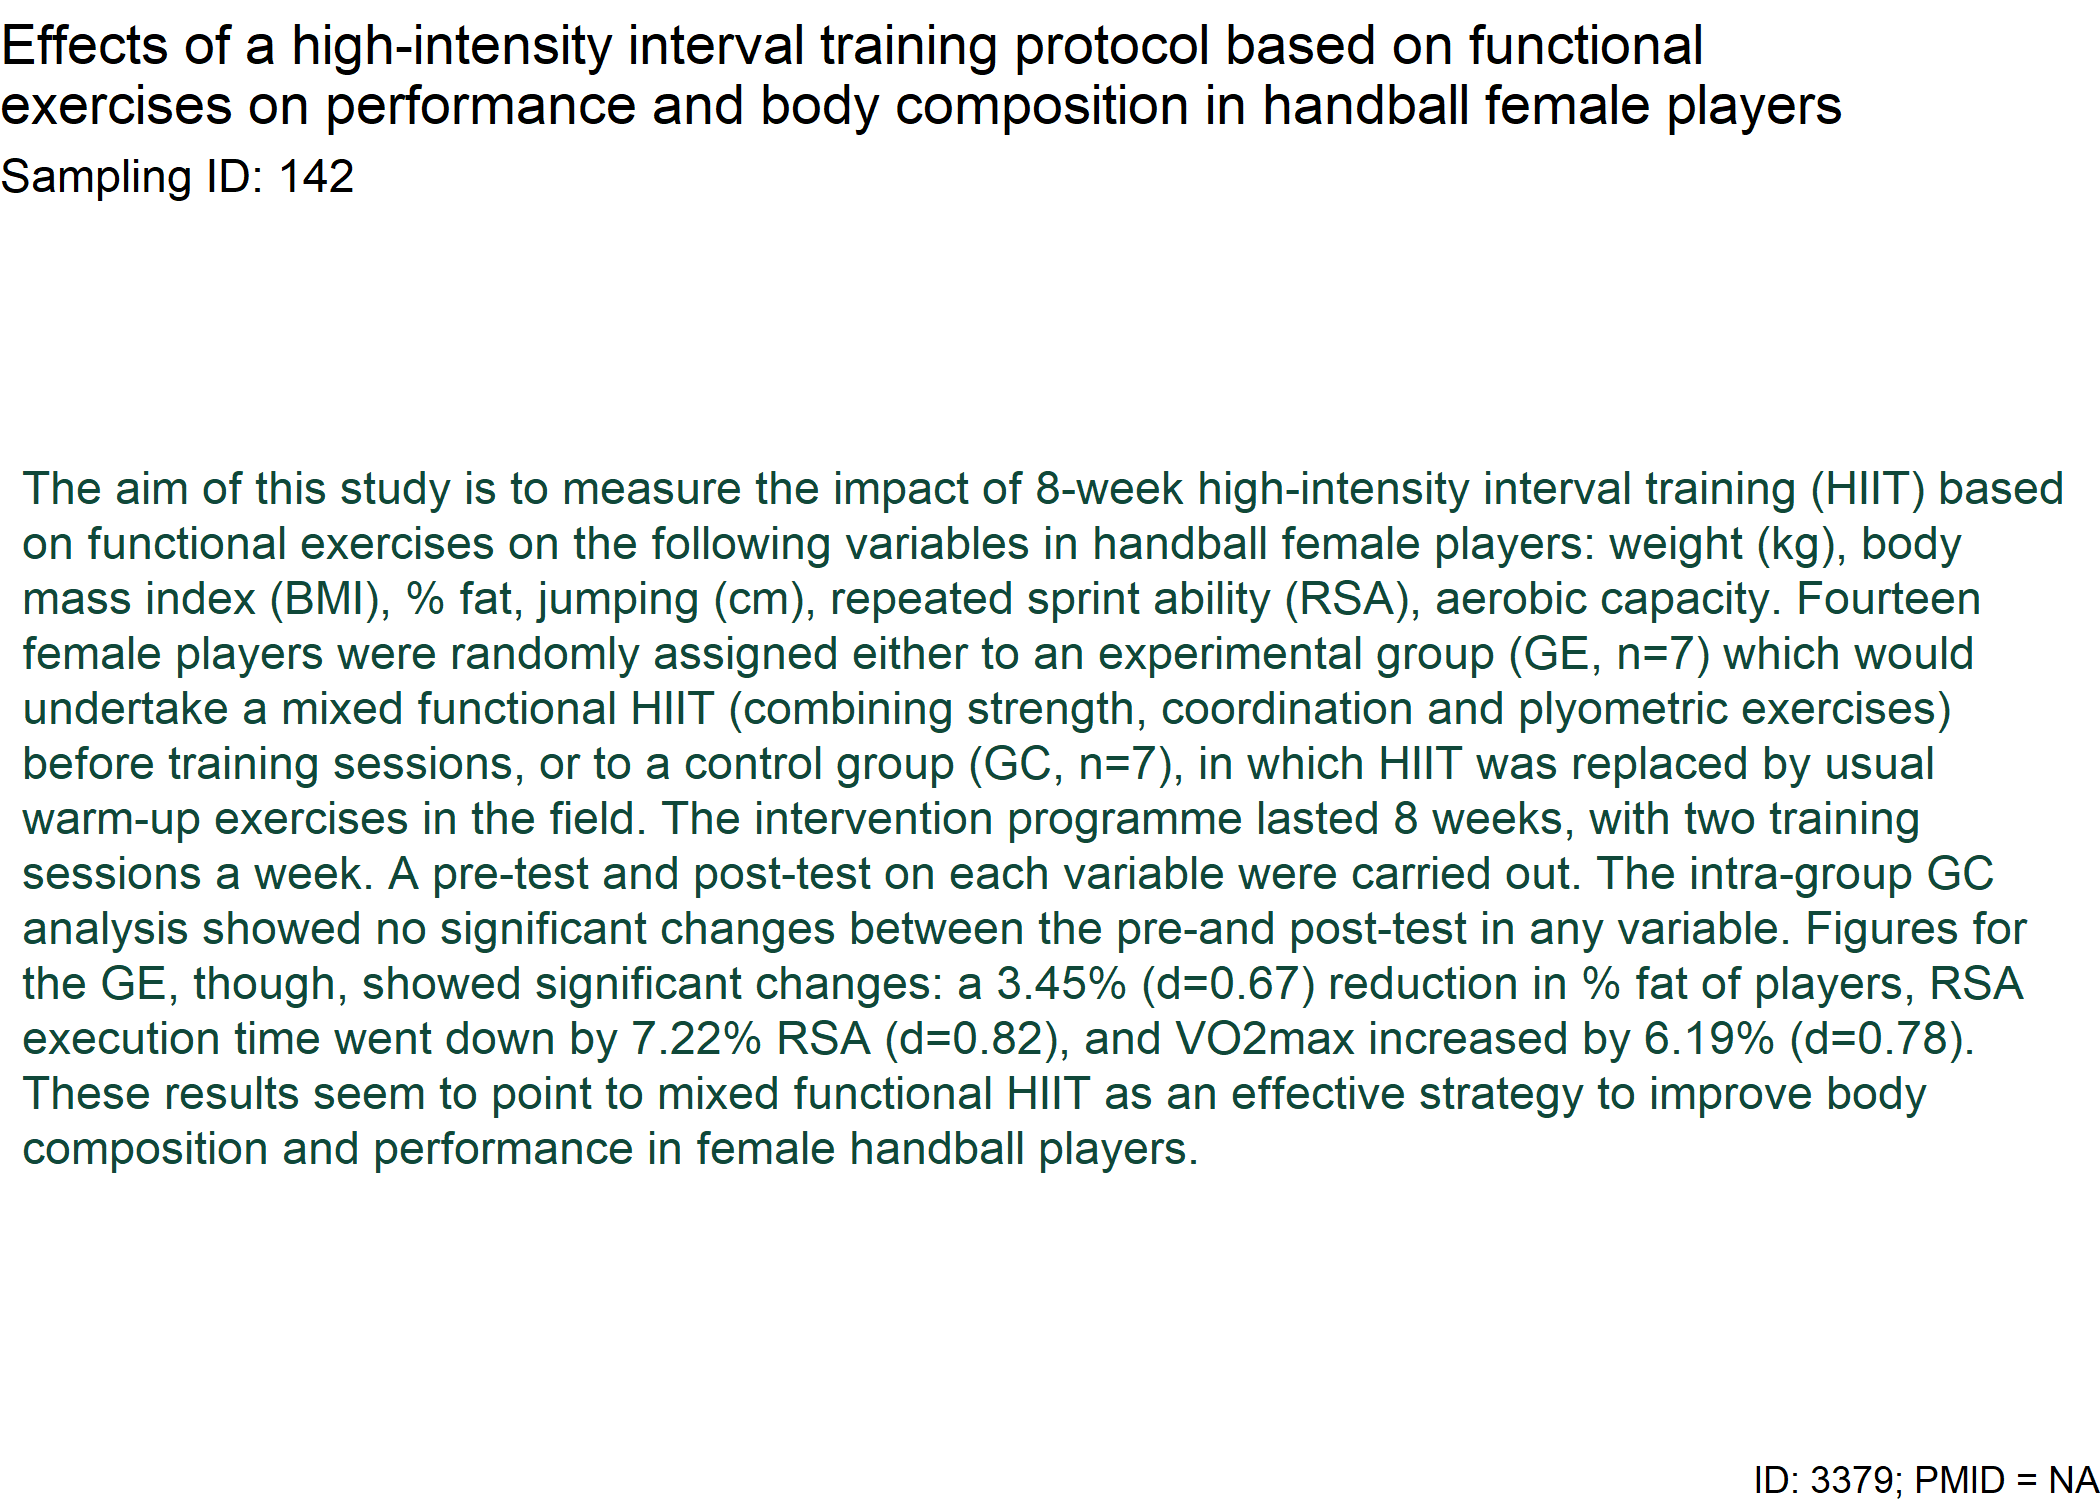 Effects of a high-intensity interval training protocol based on functional
exercises on performance and body composition in handball female players
Sampling ID: 142
The aim of this study is to measure the impact of 8-week high-intensity interval training (HIIT) based
on functional exercises on the following variables in handball female players: weight (kg), body
mass index (BMI), % fat, jumping (cm), repeated sprint ability (RSA), aerobic capacity. Fourteen
female players were randomly assigned either to an experimental group (GE, n=7) which would
undertake a mixed functional HIIT (combining strength, coordination and plyometric exercises)
before training sessions, or to a control group (GC, n=7), in which HIIT was replaced by usual
warm-up exercises in the field. The intervention programme lasted 8 weeks, with two training
sessions a week. A pre-test and post-test on each variable were carried out. The intra-group GC
analysis showed no significant changes between the pre-and post-test in any variable. Figures for
the GE, though, showed significant changes: a 3.45% (d=0.67) reduction in % fat of players, RSA
execution time went down by 7.22% RSA (d=0.82), and VO2max increased by 6.19% (d=0.78).
These results seem to point to mixed functional HIIT as an effective strategy to improve body
composition and performance in female handball players.
ID: 3379; PMID = NA